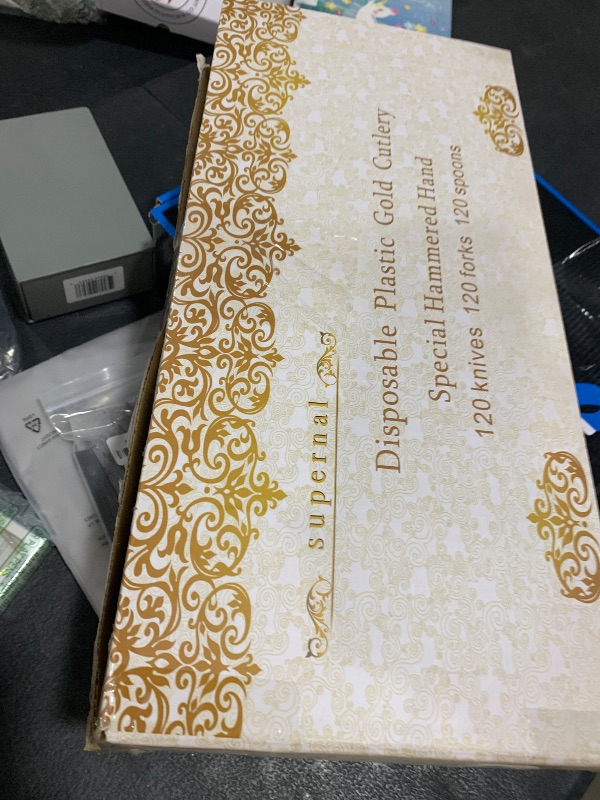 supernal
Disposable Plastic Gold Cutlery
Special Hammered Hand
120 knives 120 forks 120 spoons